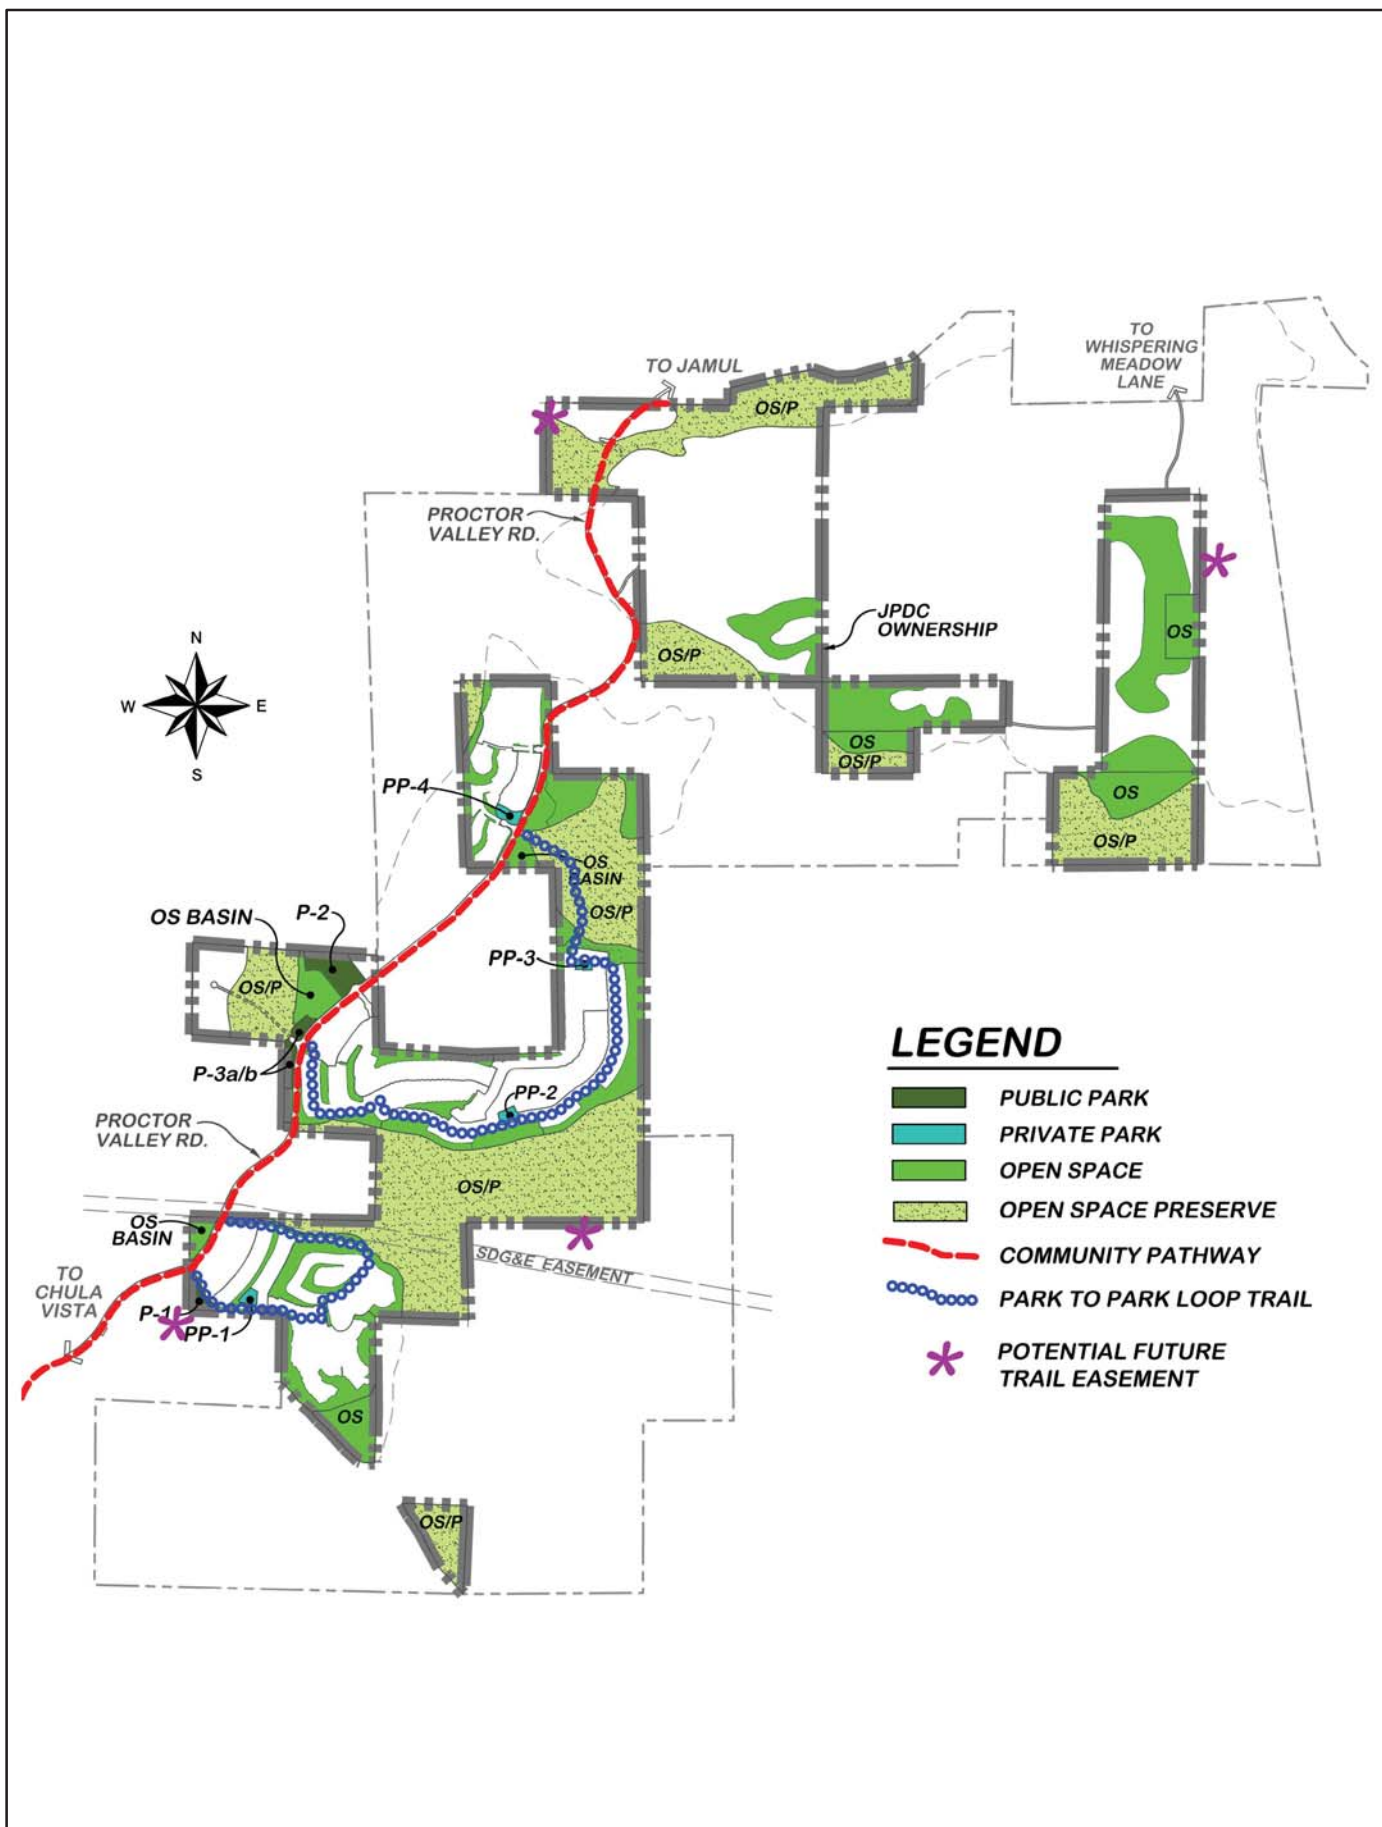 TO JAMUL
TO
WHISPERING
MEADOW
LANE
OS/P
PROCTOR
VALLEY RD.
JPDC
OWNERSHIP
OS/P
OS
N
W
E
S
OS
OS/P
PP-4
OS
OS/P
OS
BASIN
OS/P
P-2
OS BASIN
PP-3
OS/P
P-3a/b
PP-2
PROCTOR
VALLEY RD.
OS/P
OS
BASIN
SDG&E EASEMENT
TO
CHULA
VISTA
P-1
PP-1
OS
OS/P
LEGEND
PUBLIC PARK
PRIVATE PARK
OPEN SPACE
OPEN SPACE PRESERVE
COMMUNITY PATHWAY
PARK TO PARK LOOP TRAIL
POTENTIAL FUTURE
TRAIL EASEMENT